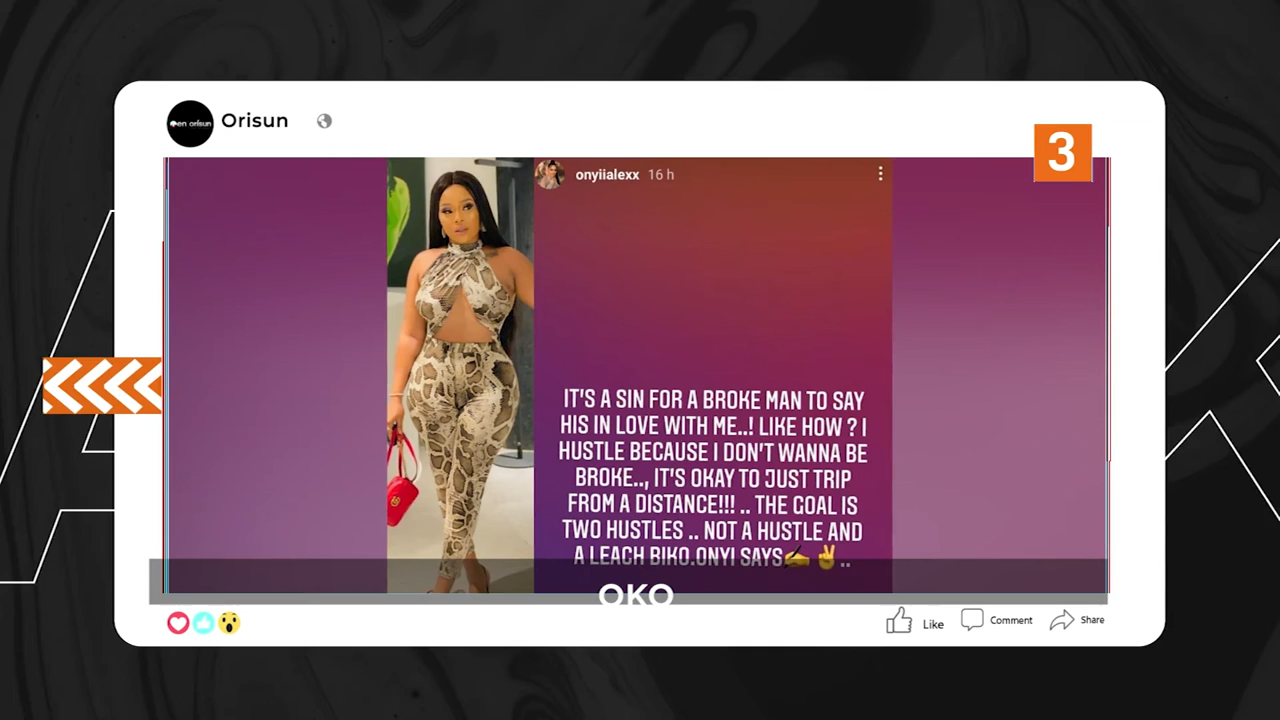 en orisun
Orisun
3
onyiialexx 16 h
IT'S A SIN FOR A BROKE MAN TO SAY
HIS IN LOVE WITH ME..! LIKE HOW ? I
HUSTLE BECAUSE I DON'T WANNA BE
BROKE.., IT'S OKAY TO JUST TRIP
FROM A DISTANCE!!! .. THE GOAL IS
TWO HUSTLES .. NOT A HUSTLE AND
A LEACH BIKO.ONYI SAYS✍️ ✌️ ..
OKO
Like Comment Share